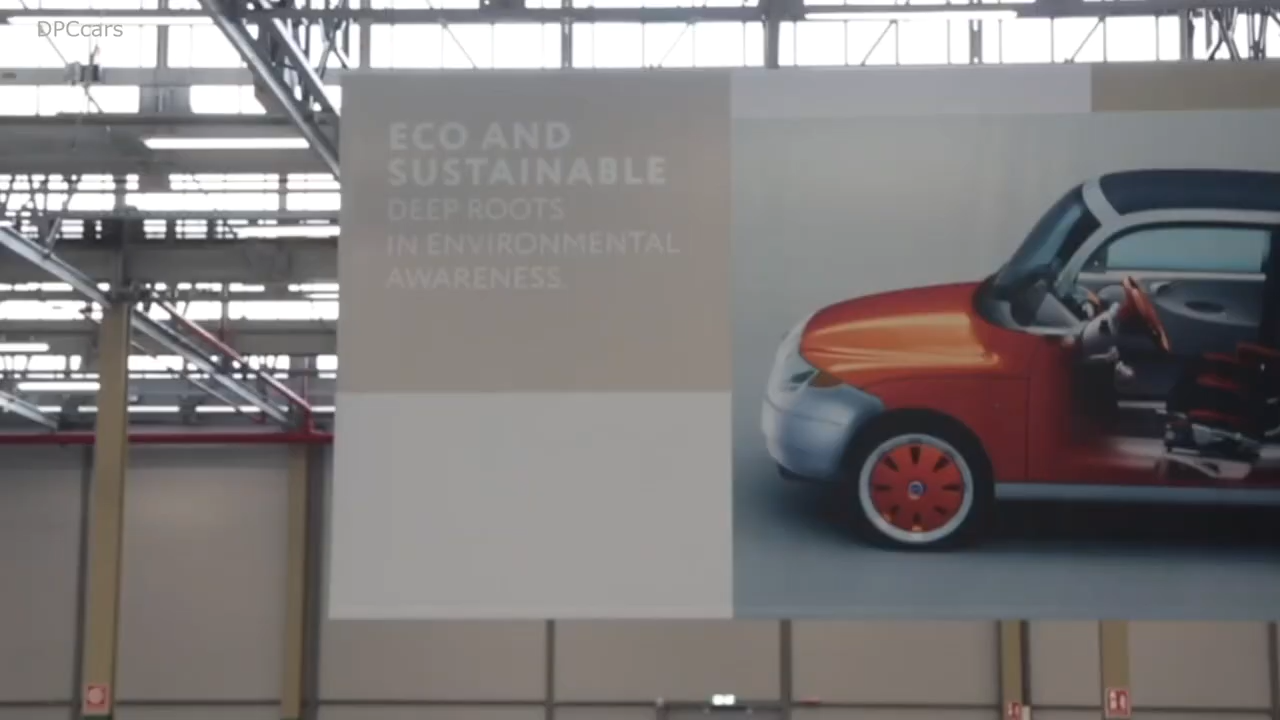 DPCcars
ECO AND
SUSTAINABLE
DEEP ROOTS
IN ENVIRONMENTAL
AWARENESS.